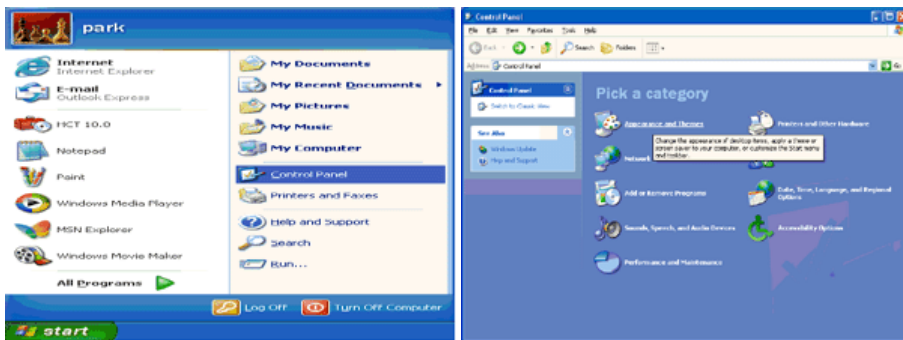 park
Internet
Internet Explorer
E-mail
Outlook Express
HCT 10.0
Notepad
Paint
Windows Media Player
MSN Explorer
Windows Movie Maker
All Programs
My Documents
My Recent Documents
My Pictures
My Music
My Computer
Control Panel
Printers and Faxes
Help and Support
Search
Run...
Log Off
Turn Off Computer
start
Control Panel
File Edit View Favorites Tools Help
Back
Search
Folders
Address
Control Panel
Control Panel
Switch to Classic View
See Also
Windows Update
Help and Support
Pick a category
Appearance and Themes
Printers and Other Hardware
Change the appearance of desktop items, apply a theme or
screen saver to your computer, or customize the Start menu
and taskbar.
Network
Add or Remove Programs
Date, Time, Language, and Regional
Options
Sounds, Speech, and Audio Devices
Accessibility Options
Performance and Maintenance